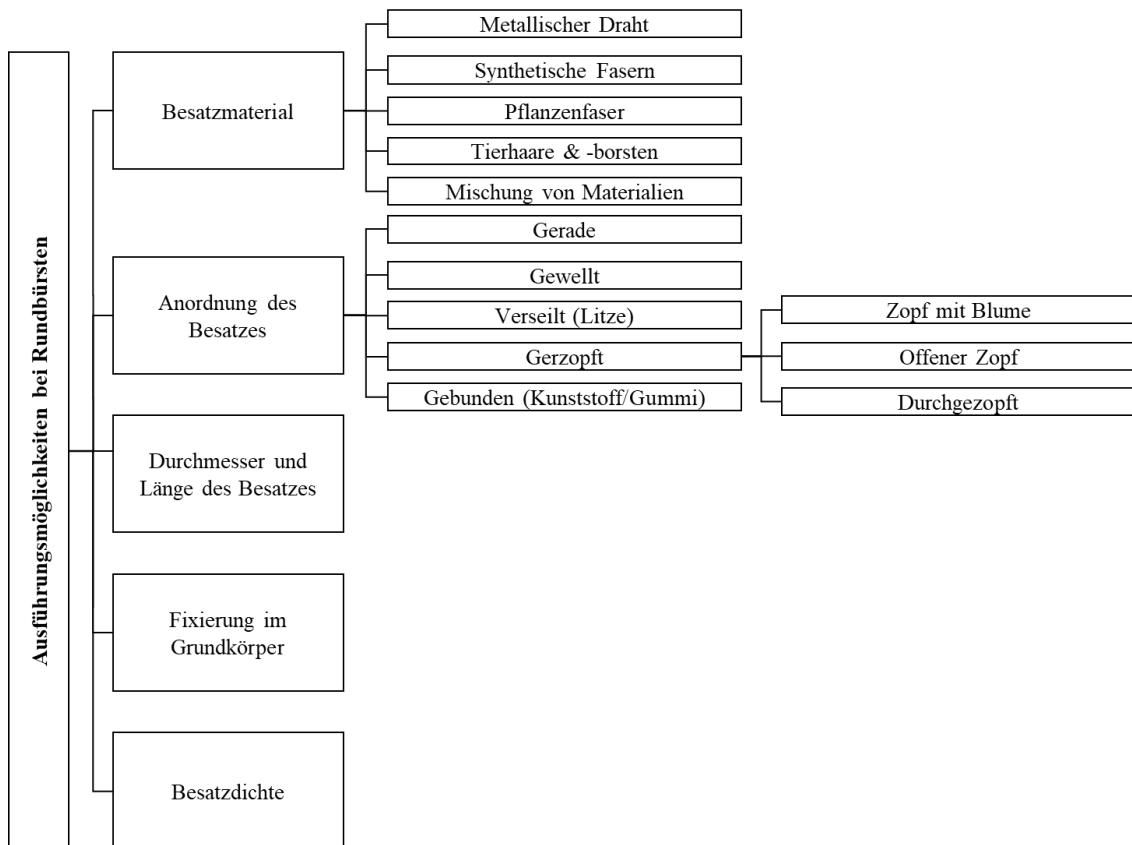 Ausführungsmöglichkeiten bei Rundbürsten
Besatzmaterial
Metallischer Draht
Synthetische Fasern
Pflanzenfaser
Tierhaare & -borsten
Mischung von Materialien
Anordnung des
Besatzes
Gerade
Gewellt
Verseilt (Litze)
Gerzopft
Zopf mit Blume
Offener Zopf
Durchgezopft
Gebunden (Kunststoff/Gummi)
Durchmesser und
Länge des Besatzes
Fixierung im
Grundkörper
Besatzdichte